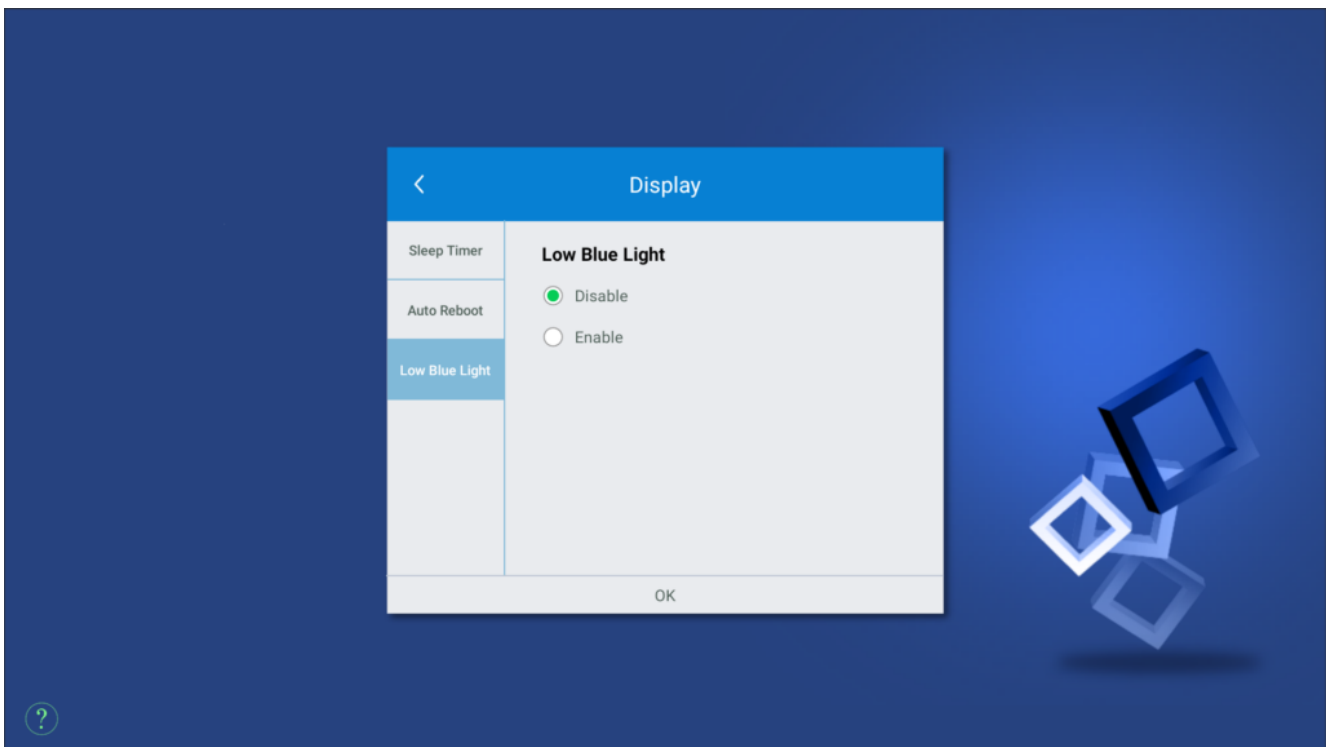 Display
Sleep Timer
Auto Reboot
Low Blue Light
Low Blue Light
Disable
Enable
OK
?